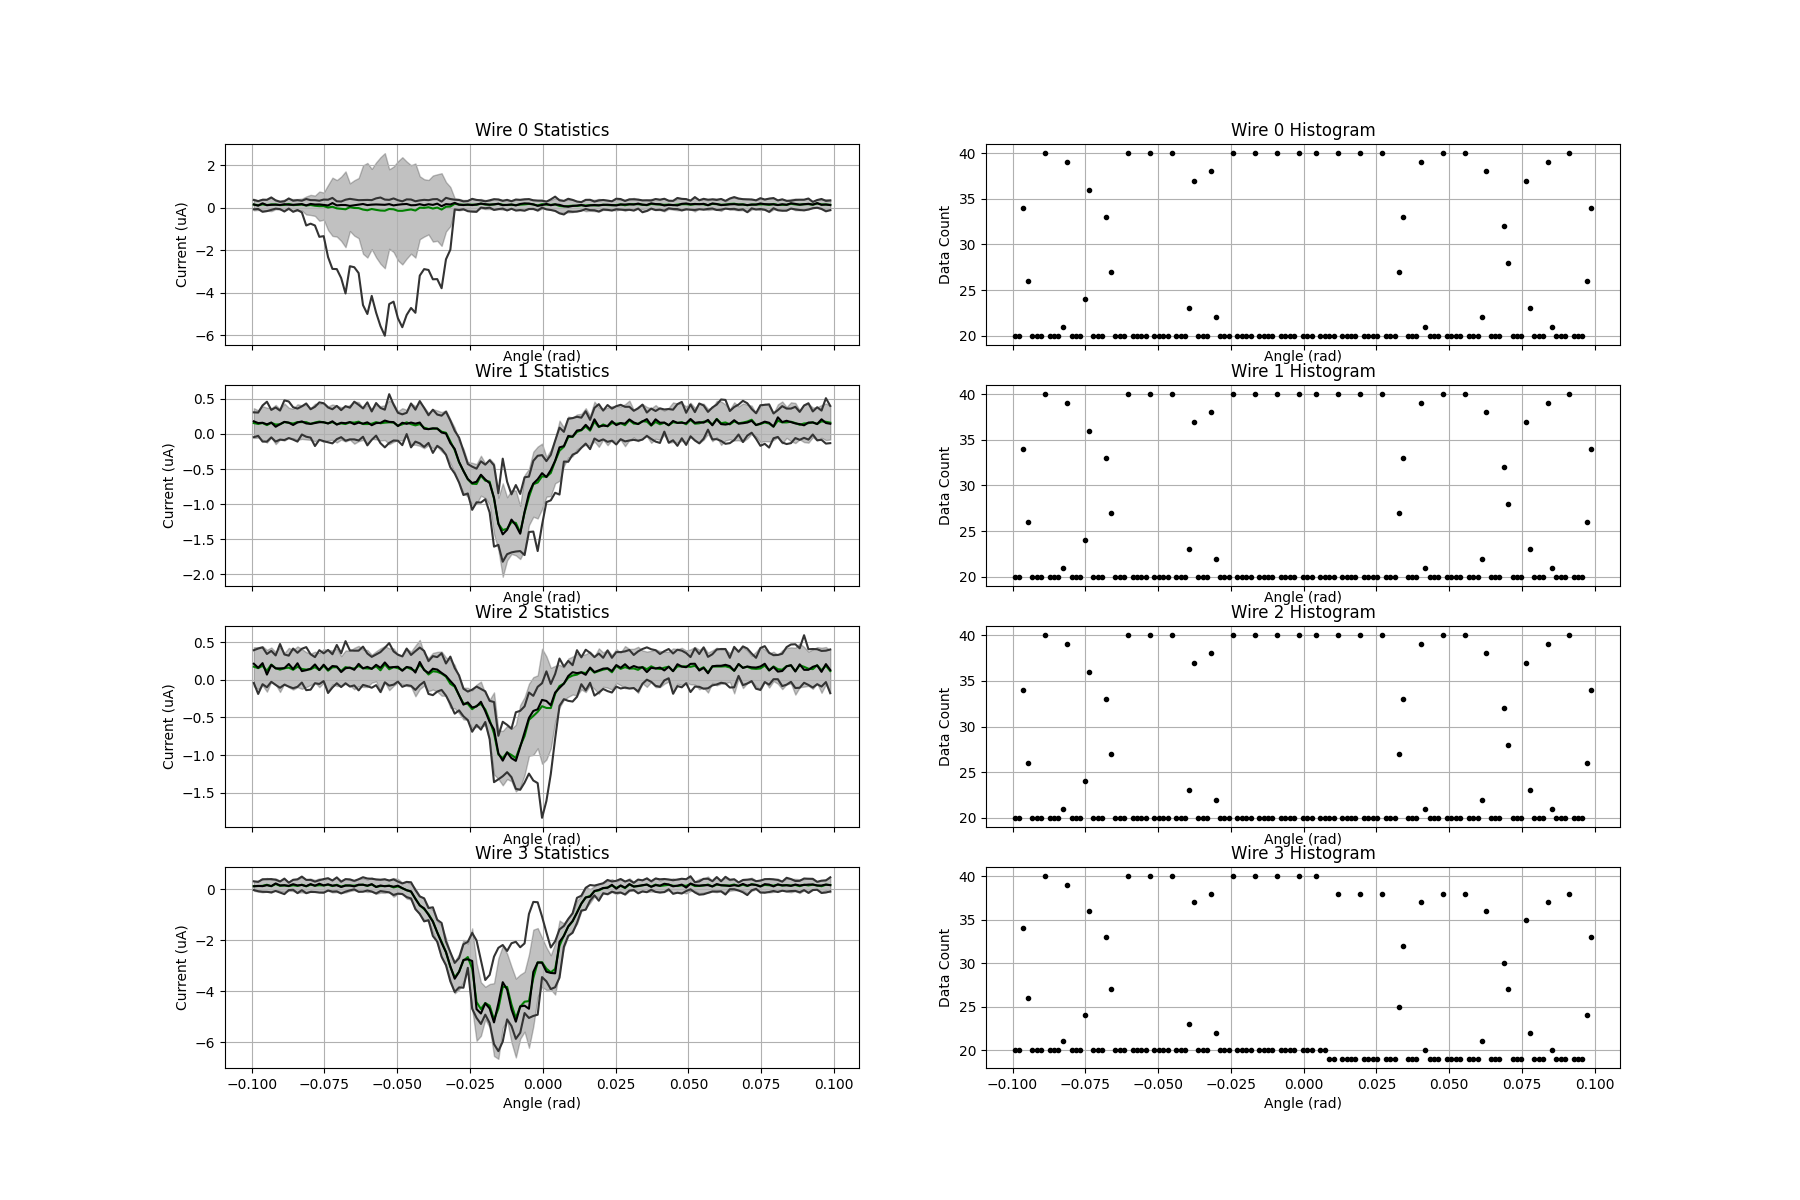 Wire 0 Statistics
2
0
−2
−4
−6
Current (uA)
Angle (rad)
Wire 0 Histogram
40
35
30
25
20
Data Count
Angle (rad)
Wire 1 Statistics
0.5
0.0
−0.5
−1.0
−1.5
−2.0
Current (uA)
Angle (rad)
Wire 1 Histogram
40
35
30
25
20
Data Count
Angle (rad)
Wire 2 Statistics
0.5
0.0
−0.5
−1.0
−1.5
Current (uA)
Angle (rad)
Wire 2 Histogram
40
35
30
25
20
Data Count
Angle (rad)
Wire 3 Statistics
0
−2
−4
−6
Current (uA)
−0.100 −0.075 −0.050 −0.025 0.000 0.025 0.050 0.075 0.100
Angle (rad)
Wire 3 Histogram
40
35
30
25
20
Data Count
−0.100 −0.075 −0.050 −0.025 0.000 0.025 0.050 0.075 0.100
Angle (rad)